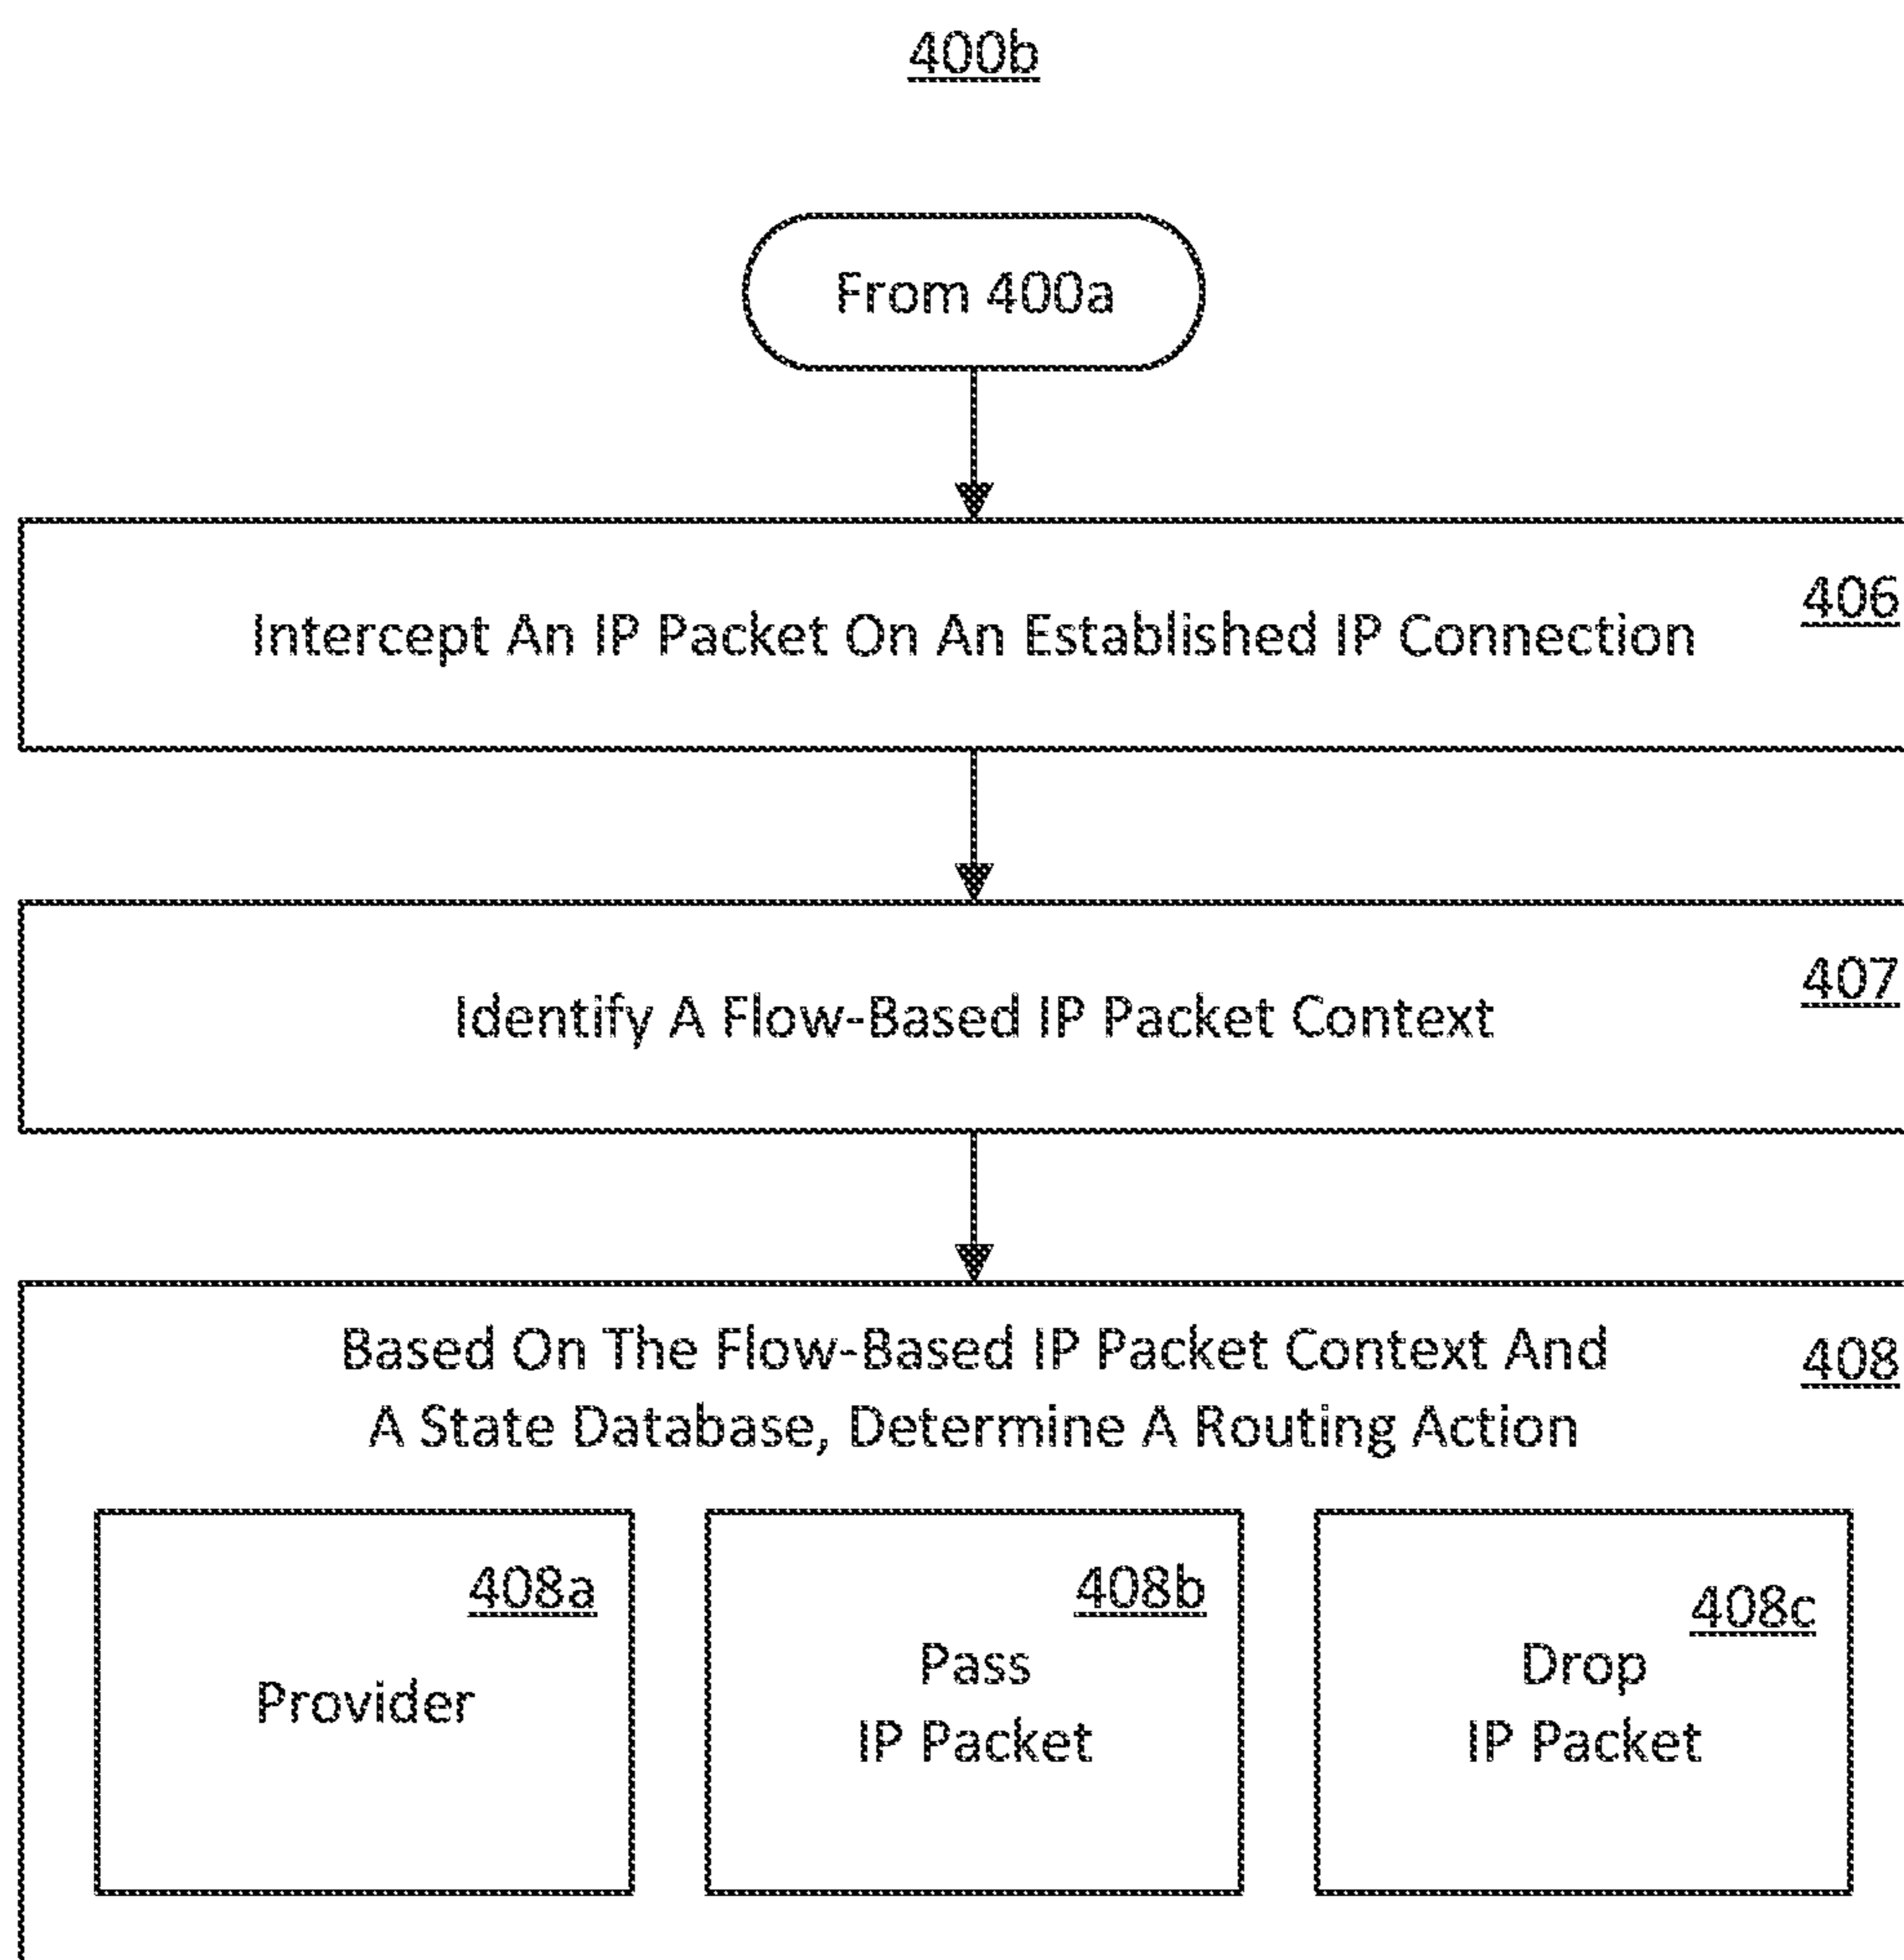 400b
From 400a
406
Intercept An IP Packet On An Established IP Connection
407
Identify A Flow-Based IP Packet Context
408
Based On The Flow-Based IP Packet Context And
A State Database, Determine A Routing Action
408a
Provider
408b
Pass
IP Packet
408c
Drop
IP Packet